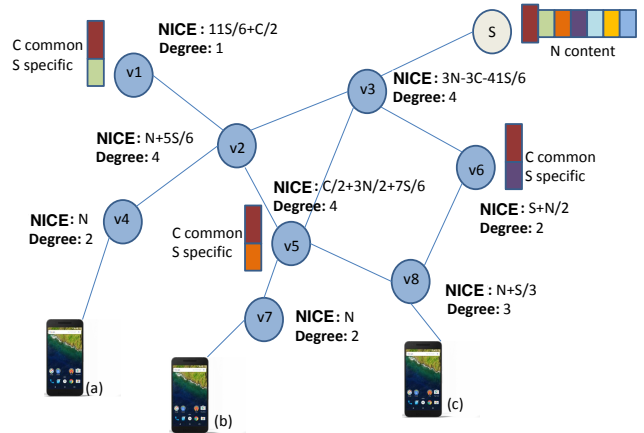 C common
S specific
v1
NICE: 11S/6+C/2
Degree: 1
S
N content
v3
NICE: 3N-3C-41S/6
Degree: 4
NICE: N+5S/6
Degree: 4
v2
v6
C common
S specific
NICE: S+N/2
Degree: 2
NICE: N
Degree: 2
v4
C common
S specific
NICE: C/2+3N/2+7S/6
Degree: 4
v5
v8
NICE: N+S/3
Degree: 3
v7
NICE: N
Degree: 2
(a)
(b)
(c)